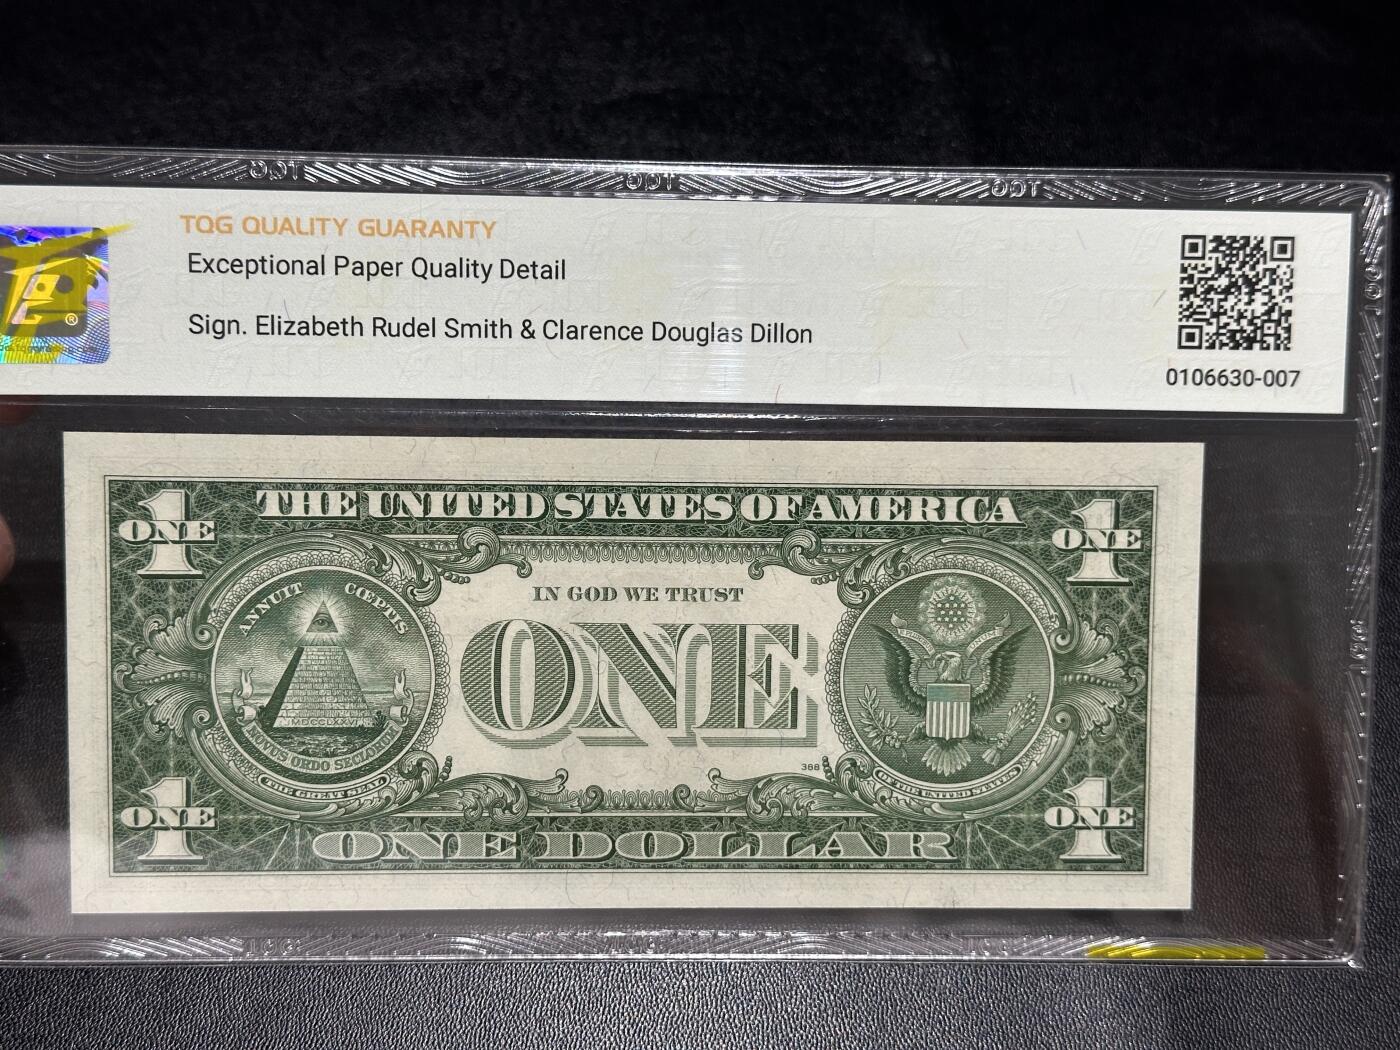 TQG QUALITY GUARANTY
Exceptional Paper Quality Detail
Sign. Elizabeth Rudel Smith & Clarence Douglas Dillon
0106630-007
THE UNITED STATES OF AMERICA
1 ONE
1 ONE
IN GOD WE TRUST
ANNUIT CŒPTIS
ONE
MDCCLXXVI
NOVUS ORDO SECLORUM
388
THE GREAT SEAL
OF THE UNITED STATES
1 ONE
1 ONE
ONE DOLLAR